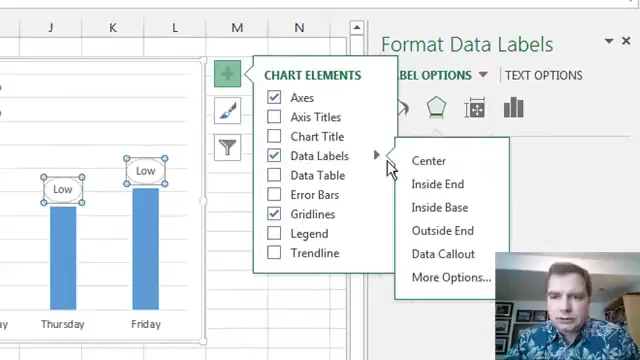 J K L M N
Format Data Labels
LABEL OPTIONS TEXT OPTIONS
CHART ELEMENTS
Axes
Axis Titles
Chart Title
Data Labels
Data Table
Error Bars
Gridlines
Legend
Trendline
Center
Inside End
Inside Base
Outside End
Data Callout
More Options...
Low
Low
ay Thursday Friday